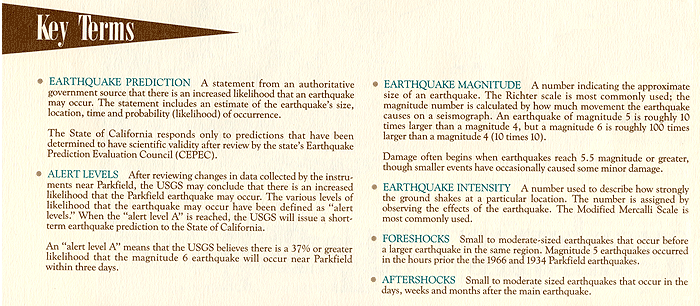 Key Terms
EARTHQUAKE PREDICTION A statement from an authoritative
government source that there is an increased likelihood that an earthquake
may occur. The statement includes an estimate of the earthquake's size,
location, time and probability (likelihood) of occurrence.
The State of California responds only to predictions that have been
determined to have scientific validity after review by the state's Earthquake
Prediction Evaluation Council (CEPEC).
ALERT LEVELS After reviewing changes in data collected by the instru-
ments near Parkfield, the USGS may conclude that there is an increased
likelihood that the Parkfield earthquake may occur. The various levels of
likelihood that the earthquake may occur have been defined as "alert
levels." When the "alert level A" is reached, the USGS will issue a short-
term earthquake prediction to the State of California.
An "alert level A" means that the USGS believes there is a 37% or greater
likelihood that the magnitude 6 earthquake will occur near Parkfield
within three days.
EARTHQUAKE MAGNITUDE A number indicating the approximate
size of an earthquake. The Richter scale is most commonly used; the
magnitude number is calculated by how much movement the earthquake
causes on a seismograph. An earthquake of magnitude 5 is roughly 10
times larger than a magnitude 4, but a magnitude 6 is roughly 100 times
larger than a magnitude 4 (10 times 10).
Damage often begins when earthquakes reach 5.5 magnitude or greater,
though smaller events have occasionally caused some minor damage.
EARTHQUAKE INTENSITY A number used to describe how strongly
the ground shakes at a particular location. The number is assigned by
observing the effects of the earthquake. The Modified Mercalli Scale is
most commonly used.
FORESHOCKS Small to moderate-sized earthquakes that occur before
a larger earthquake in the same region. Magnitude 5 earthquakes occurred
in the hours prior the the 1966 and 1934 Parkfield earthquakes.
AFTERSHOCKS Small to moderate sized earthquakes that occur in the
days, weeks and months after the main earthquake.